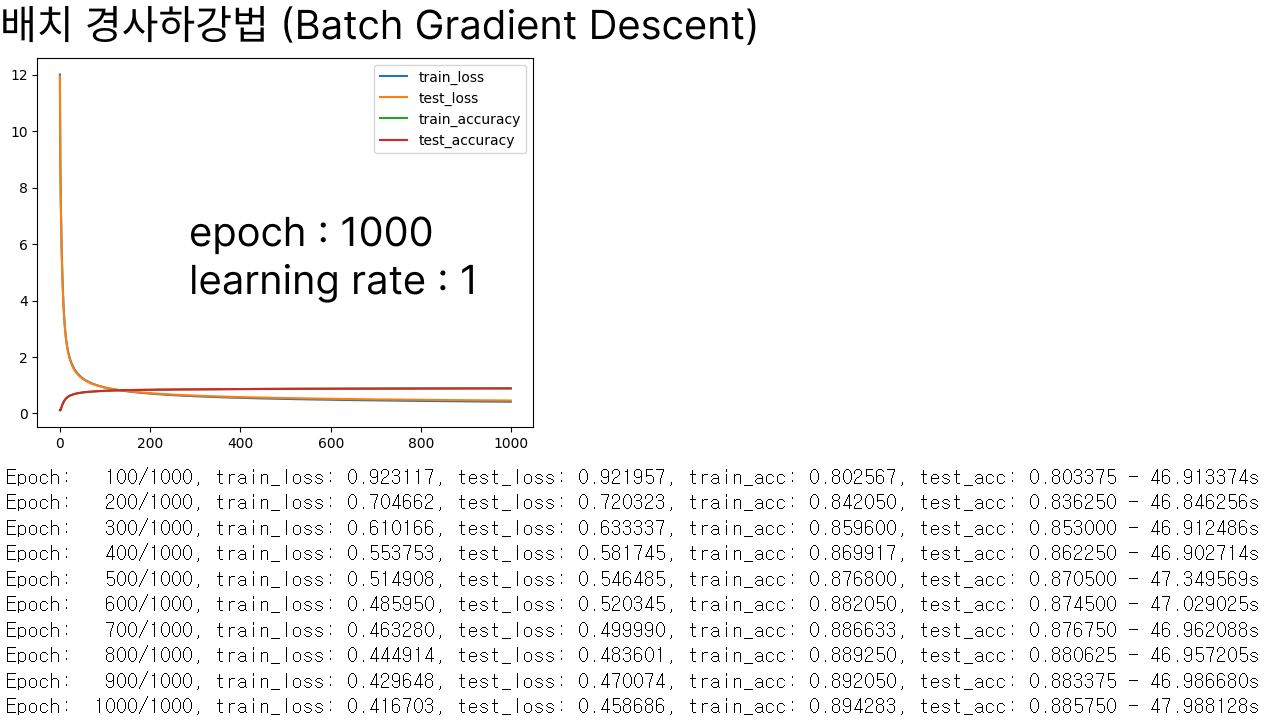 배치 경사하강법 (Batch Gradient Descent)
train_loss
test_loss
train_accuracy
test_accuracy
12
10
8
6
4
2
0
epoch : 1000
learning rate : 1
0 200 400 600 800 1000
Epoch: 100/1000, train_loss: 0.923117, test_loss: 0.921957, train_acc: 0.802567, test_acc: 0.803375 - 46.913374s
Epoch: 200/1000, train_loss: 0.704662, test_loss: 0.720323, train_acc: 0.842050, test_acc: 0.836250 - 46.846256s
Epoch: 300/1000, train_loss: 0.610166, test_loss: 0.633337, train_acc: 0.859600, test_acc: 0.853000 - 46.912486s
Epoch: 400/1000, train_loss: 0.553753, test_loss: 0.581745, train_acc: 0.869917, test_acc: 0.862250 - 46.902714s
Epoch: 500/1000, train_loss: 0.514908, test_loss: 0.546485, train_acc: 0.876800, test_acc: 0.870500 - 47.349569s
Epoch: 600/1000, train_loss: 0.485950, test_loss: 0.520345, train_acc: 0.882050, test_acc: 0.874500 - 47.029025s
Epoch: 700/1000, train_loss: 0.463280, test_loss: 0.499990, train_acc: 0.886633, test_acc: 0.876750 - 46.962088s
Epoch: 800/1000, train_loss: 0.444914, test_loss: 0.483601, train_acc: 0.889250, test_acc: 0.880625 - 46.957205s
Epoch: 900/1000, train_loss: 0.429648, test_loss: 0.470074, train_acc: 0.892050, test_acc: 0.883375 - 46.986680s
Epoch: 1000/1000, train_loss: 0.416703, test_loss: 0.458686, train_acc: 0.894283, test_acc: 0.885750 - 47.988128s